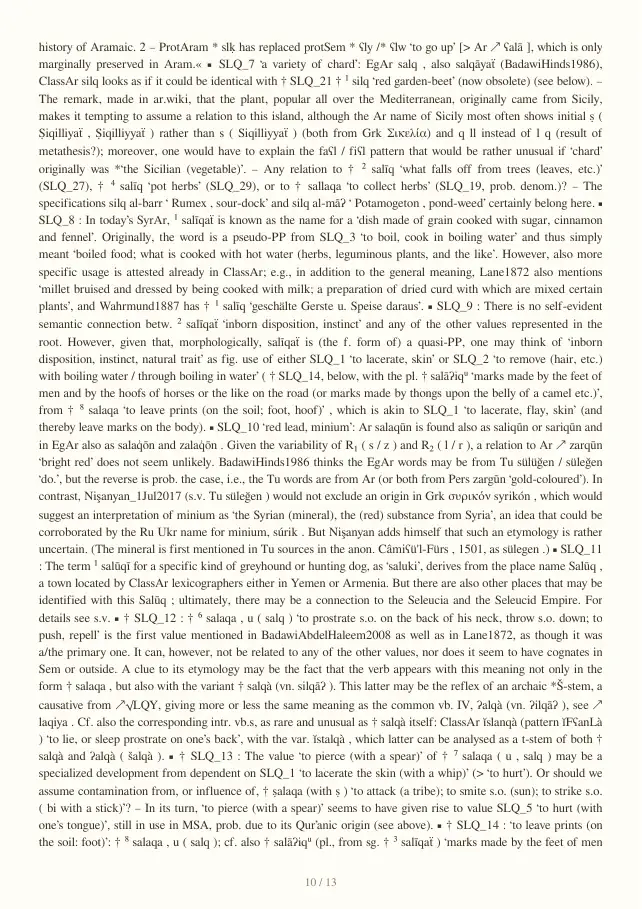 history of Aramaic. 2 – ProtAram * slḳ has replaced protSem * ʕly /* ʕlw ‘to go up’ [> Ar ↗ ʕalā ], which is only
marginally preserved in Aram.« ▪ SLQ_7 ‘a variety of chard’: EgAr salq , also salqāyaẗ (BadawiHinds1986),
ClassAr silq looks as if it could be identical with † SLQ_21 † ¹ silq ‘red garden-beet’ (now obsolete) (see below). –
The remark, made in ar.wiki, that the plant, popular all over the Mediterranean, originally came from Sicily,
makes it tempting to assume a relation to this island, although the Ar name of Sicily most often shows initial ṣ (
Ṣiqilliyaẗ , Ṣiqilliyyaẗ ) rather than s ( Siqilliyyaẗ ) (both from Grk Σικελία) and q ll instead of l q (result of
metathesis?); moreover, one would have to explain the faʕl / fiʕl pattern that would be rather unusual if ‘chard’
originally was *‘the Sicilian (vegetable)’. – Any relation to † ² salīq ‘what falls off from trees (leaves, etc.)’
(SLQ_27), † ⁴ salīq ‘pot herbs’ (SLQ_29), or to † sallaqa ‘to collect herbs’ (SLQ_19, prob. denom.)? – The
specifications silq al-barr ‘ Rumex , sour-dock’ and silq al-māʔ ‘ Potamogeton , pond-weed’ certainly belong here. ▪
SLQ_8 : In today’s SyrAr, ¹ salīqaẗ is known as the name for a ‘dish made of grain cooked with sugar, cinnamon
and fennel’. Originally, the word is a pseudo-PP from SLQ_3 ‘to boil, cook in boiling water’ and thus simply
meant ‘boiled food; what is cooked with hot water (herbs, leguminous plants, and the like’. However, also more
specific usage is attested already in ClassAr; e.g., in addition to the general meaning, Lane1872 also mentions
‘millet bruised and dressed by being cooked with milk; a preparation of dried curd with which are mixed certain
plants’, and Wahrmund1887 has † ¹ salīq ‘geschälte Gerste u. Speise daraus’. ▪ SLQ_9 : There is no self-evident
semantic connection betw. ² salīqaẗ ‘inborn disposition, instinct’ and any of the other values represented in the
root. However, given that, morphologically, salīqaẗ is (the f. form of) a quasi-PP, one may think of ‘inborn
disposition, instinct, natural trait’ as fig. use of either SLQ_1 ‘to lacerate, skin’ or SLQ_2 ‘to remove (hair, etc.)
with boiling water / through boiling in water’ ( † SLQ_14, below, with the pl. † salāʔiqᵘ ‘marks made by the feet of
men and by the hoofs of horses or the like on the road (or marks made by thongs upon the belly of a camel etc.)’,
from † ⁸ salaqa ‘to leave prints (on the soil; foot, hoof)’ , which is akin to SLQ_1 ‘to lacerate, flay, skin’ (and
thereby leave marks on the body). ▪ SLQ_10 ‘red lead, minium’: Ar salaqūn is found also as saliqūn or sariqūn and
in EgAr also as salaq̈ōn and zalaq̈ōn . Given the variability of R₁ ( s / z ) and R₂ ( l / r ), a relation to Ar ↗ zarqūn
‘bright red’ does not seem unlikely. BadawiHinds1986 thinks the EgAr words may be from Tu sülüğen / süleğen
‘do.’, but the reverse is prob. the case, i.e., the Tu words are from Ar (or both from Pers zargūn ‘gold-coloured’). In
contrast, Nişanyan_1Jul2017 (s.v. Tu süleğen ) would not exclude an origin in Grk συρικόν syrikón , which would
suggest an interpretation of minium as ‘the Syrian (mineral), the (red) substance from Syria’, an idea that could be
corroborated by the Ru Ukr name for minium, súrik . But Nişanyan adds himself that such an etymology is rather
uncertain. (The mineral is first mentioned in Tu sources in the anon. Câmiʕü'l-Fürs , 1501, as sülegen .) ▪ SLQ_11
: The term ¹ salūqī for a specific kind of greyhound or hunting dog, as ‘saluki’, derives from the place name Salūq ,
a town located by ClassAr lexicographers either in Yemen or Armenia. But there are also other places that may be
identified with this Salūq ; ultimately, there may be a connection to the Seleucia and the Seleucid Empire. For
details see s.v. ▪ † SLQ_12 : † ⁶ salaqa , u ( salq ) ‘to prostrate s.o. on the back of his neck, throw s.o. down; to
push, repel’ is the first value mentioned in BadawiAbdelHaleem2008 as well as in Lane1872, as though it was
a/the primary one. It can, however, not be related to any of the other values, nor does it seem to have cognates in
Sem or outside. A clue to its etymology may be the fact that the verb appears with this meaning not only in the
form † salaqa , but also with the variant † salqà (vn. silqāʔ ). This latter may be the reflex of an archaic *Š-stem, a
causative from ↗√LQY, giving more or less the same meaning as the common vb. IV, ʔalqà (vn. ʔilqāʔ ), see ↗
laqiya . Cf. also the corresponding intr. vb.s, as rare and unusual as † salqà itself: ClassAr ĭslanqà (pattern ĭFʕanLà
) ‘to lie, or sleep prostrate on one’s back’, with the var. ĭstalqà , which latter can be analysed as a t-stem of both †
salqà and ʔalqà ( šalqà ). ▪ † SLQ_13 : The value ‘to pierce (with a spear)’ of † ⁷ salaqa ( u , salq ) may be a
specialized development from dependent on SLQ_1 ‘to lacerate the skin (with a whip)’ (> ‘to hurt’). Or should we
assume contamination from, or influence of, † ṣalaqa (with ṣ ) ‘to attack (a tribe); to smite s.o. (sun); to strike s.o.
( bi with a stick)’? – In its turn, ‘to pierce (with a spear)’ seems to have given rise to value SLQ_5 ‘to hurt (with
one’s tongue)’, still in use in MSA, prob. due to its Qur’anic origin (see above). ▪ † SLQ_14 : ‘to leave prints (on
the soil: foot)’: † ⁸ salaqa , u ( salq ); cf. also † salāʔiqᵘ (pl., from sg. † ³ salīqaẗ ) ‘marks made by the feet of men
10 / 13